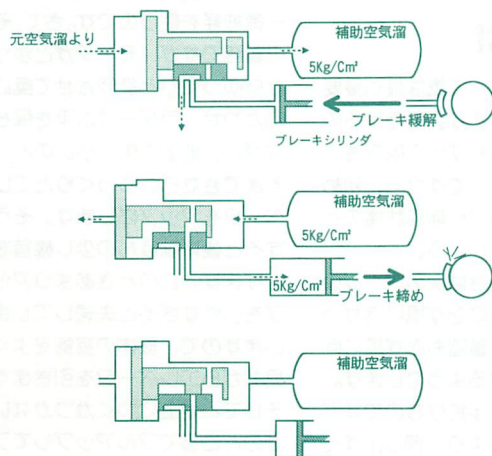 元空気溜より
補助空気溜
5Kg/Cm²
ブレーキ緩解
ブレーキシリンダ
補助空気溜
5Kg/Cm²
5Kg/Cm²
ブレーキ締め
補助空気溜